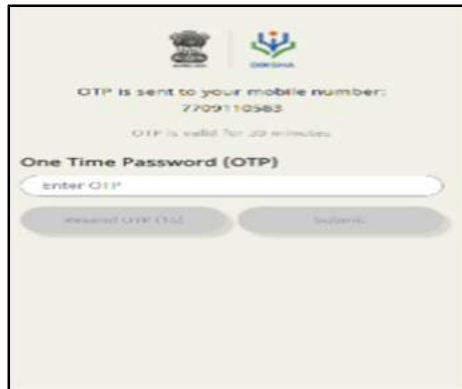 DIKSHA
OTP is sent to your mobile number:
7709110583
OTP is valid for 30 minutes
One Time Password (OTP)
Enter OTP
Resend OTP
Submit